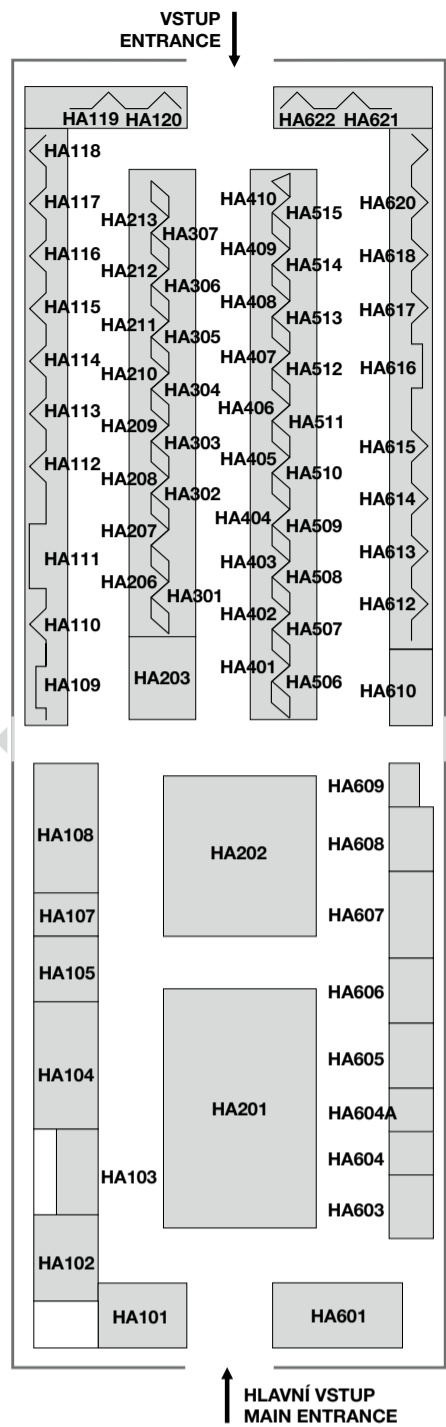 VSTUP
ENTRANCE
HA119 HA120 HA622 HA621
HA118
HA117 HA410 HA620
HA213 HA307 HA515
HA116 HA212 HA409 HA514 HA618
HA306
HA115 HA211 HA408 HA513 HA617
HA305
HA114 HA210 HA407 HA512 HA616
HA304
HA113 HA209 HA406 HA511
HA303
HA112 HA208 HA405 HA510 HA615
HA302
HA614
HA207 HA404 HA509
HA111 HA206 HA403 HA508 HA613
HA301
HA110 HA402 HA507 HA612
HA109 HA203 HA401 HA506 HA610
HA609
HA108 HA202 HA608
HA107 HA607
HA105 HA606
HA104 HA605
HA201 HA604A
HA103 HA604
HA603
HA102
HA101 HA601
HLAVNÍ VSTUP
MAIN ENTRANCE